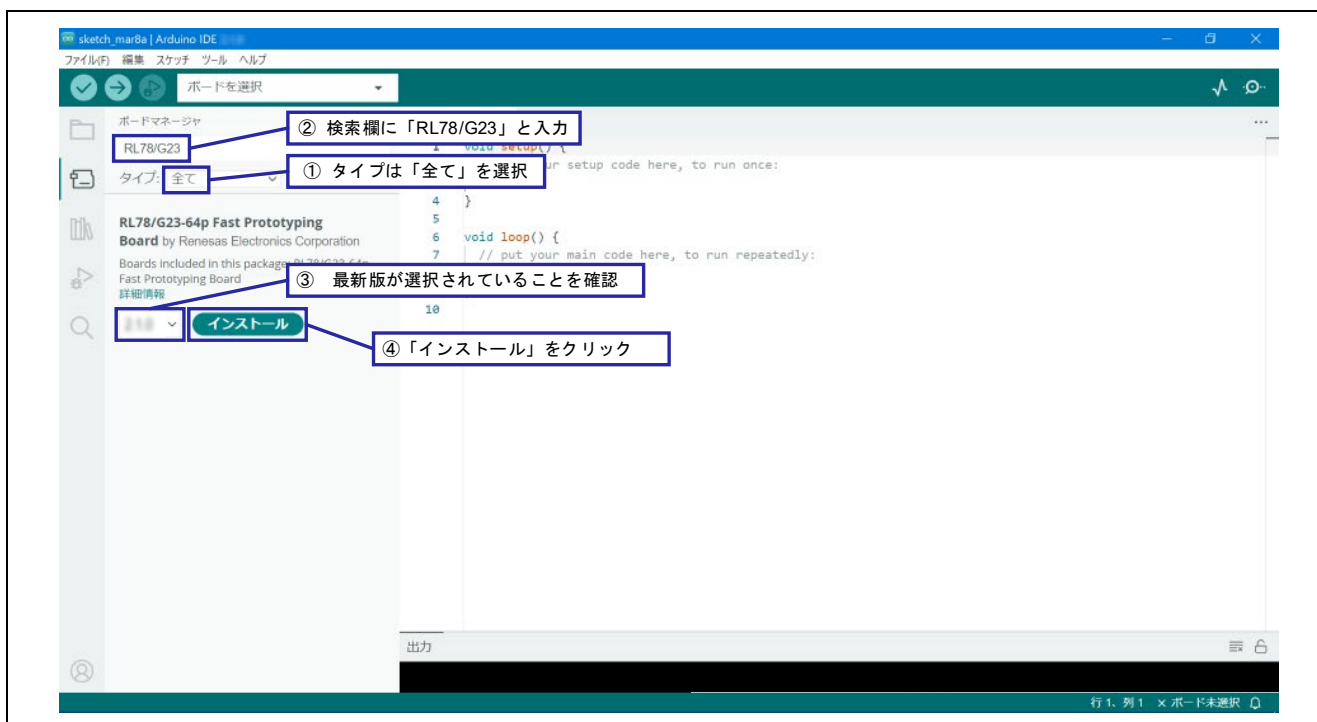 sketch_mar8a | Arduino IDE
ファイル(F) 編集 スケッチ ツール ヘルプ
ボードを選択
ボードマネージャ
RL78/G23
② 検索欄に「RL78/G23」と入力
タイプ: 全て
① タイプは「全て」を選択
RL78/G23-64p Fast Prototyping
Board by Renesas Electronics Corporation
Boards included in this package:
Fast Prototyping Board
詳細情報
③ 最新版が選択されていることを確認
インストール
④「インストール」をクリック
1 void setup() {
ur setup code here, to run once:
4 }
5
6 void loop() {
7 // put your main code here, to run repeatedly:
10
出力
行 1、列 1 × ボード未選択